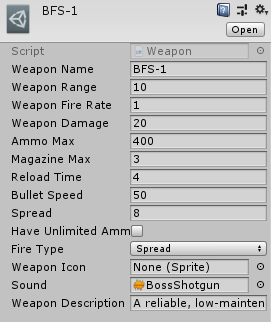 BFS-1
Open
Script Weapon
Weapon Name BFS-1
Weapon Range 10
Weapon Fire Rate 1
Weapon Damage 20
Ammo Max 400
Magazine Max 3
Reload Time 4
Bullet Speed 50
Spread 8
Have Unlimited Amm
Fire Type Spread
Weapon Icon None (Sprite)
Sound BossShotgun
Weapon Description A reliable, low-mainten